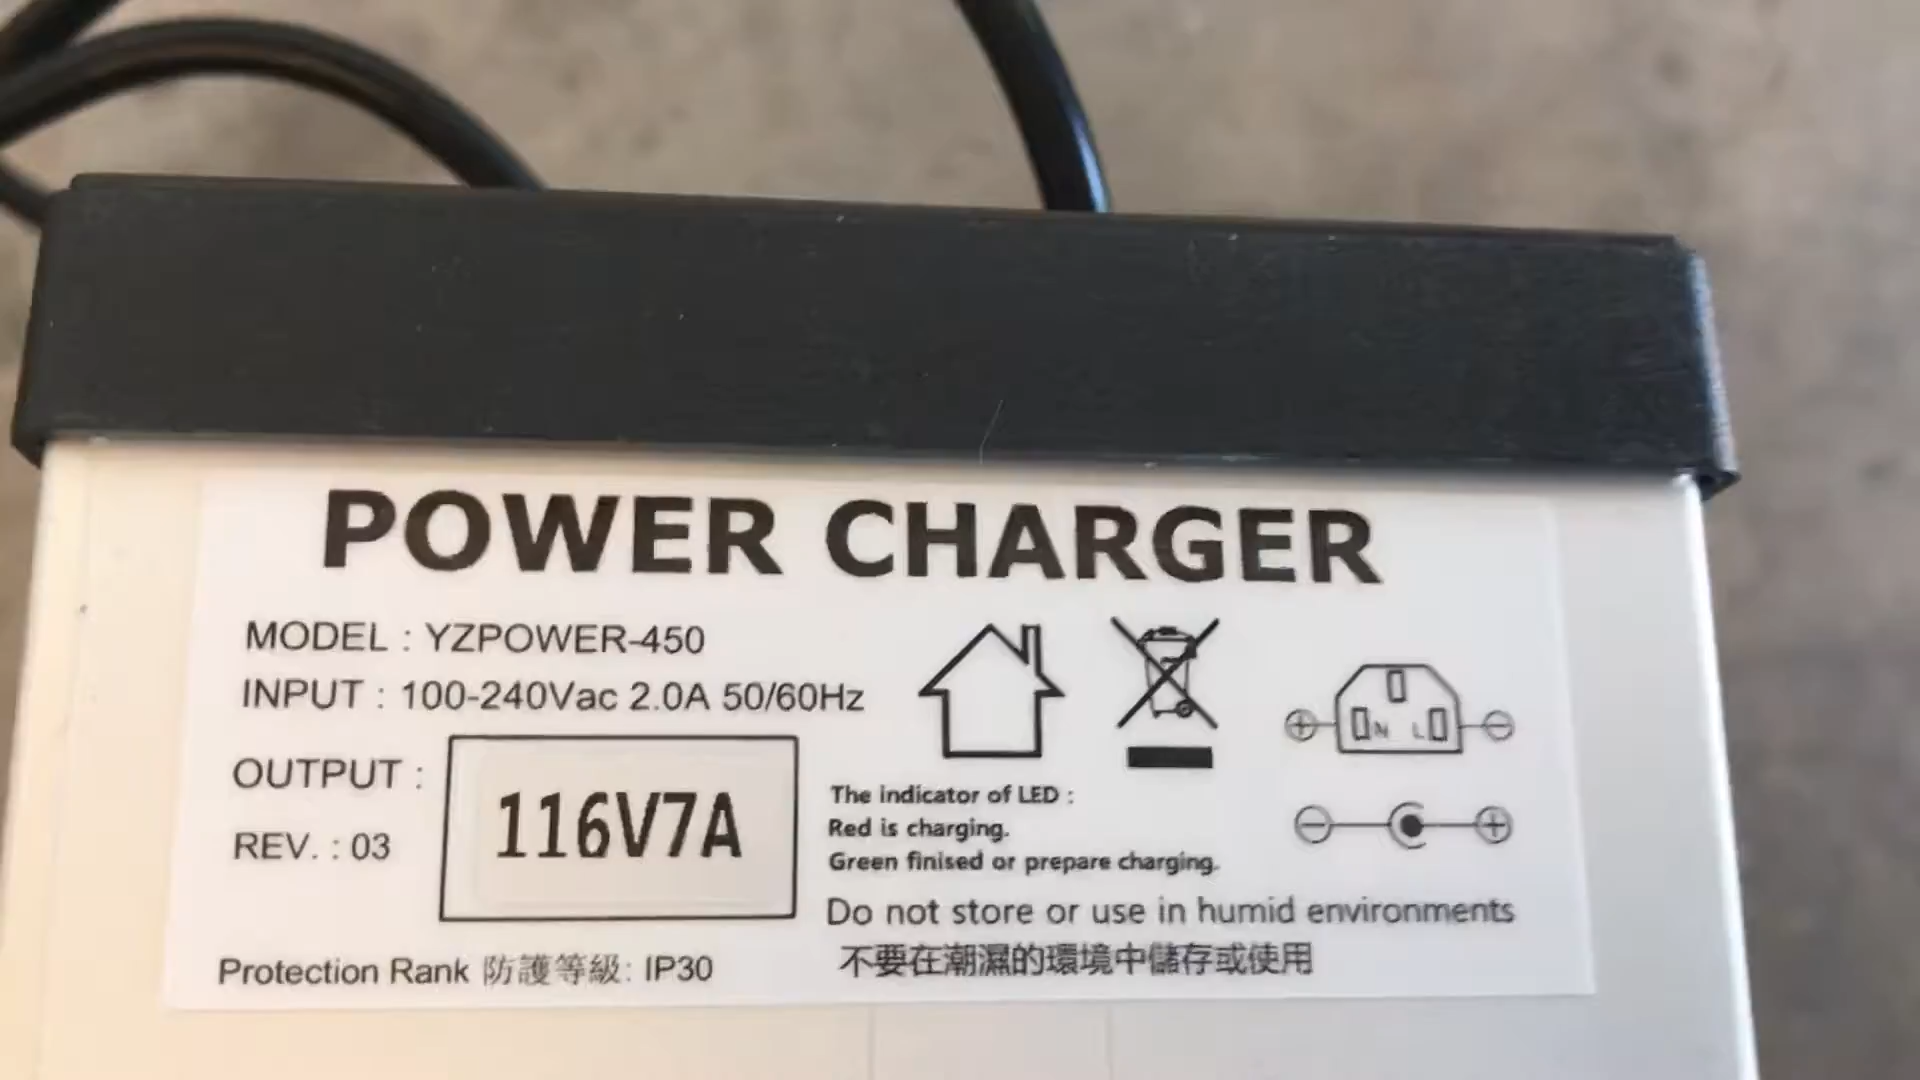 POWER CHARGER
MODEL : YZPOWER-450
INPUT : 100-240Vac 2.0A 50/60Hz
OUTPUT :
116V7A
REV. : 03
Protection Rank 防護等級: IP30
N L
The indicator of LED :
Red is charging.
Green finised or prepare charging.
Do not store or use in humid environments
不要在潮濕的環境中儲存或使用